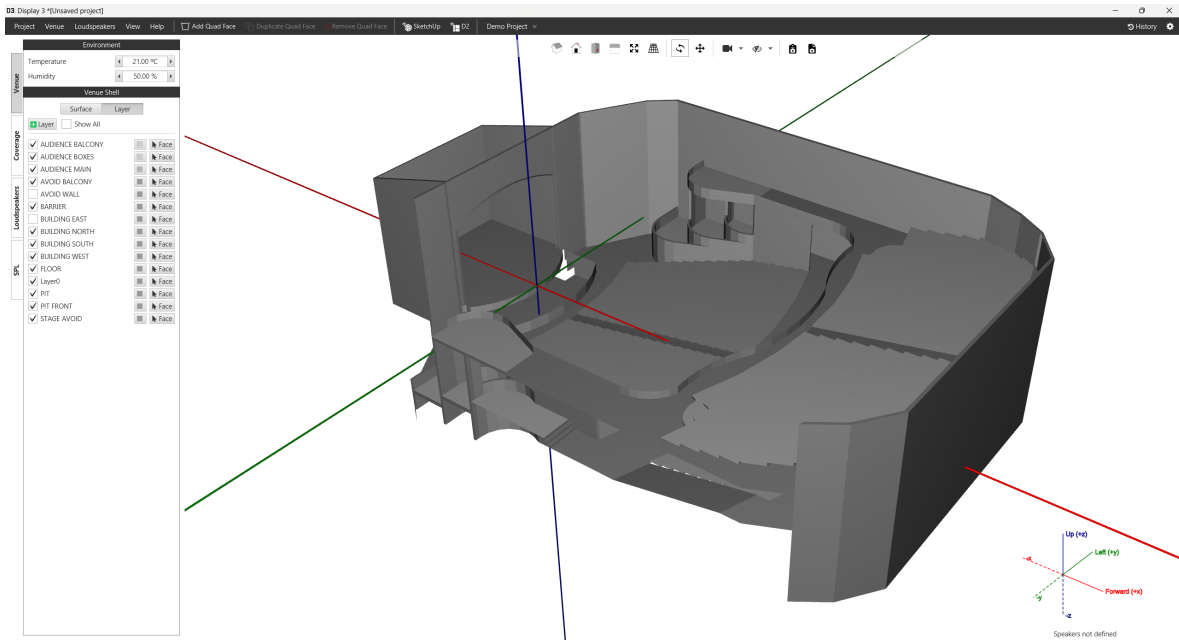 D3 Display 3 *[Unsaved project]
Project Venue Loudspeakers View Help Add Quad Face Duplicate Quad Face Remove Quad Face SketchUp D2 Demo Project History
Environment
Temperature 21.00 ºC
Humidity 50.00 %
Venue Shell
Surface Layer
Layer Show All
AUDIENCE BALCONY Face
AUDIENCE BOXES Face
AUDIENCE MAIN Face
AVOID BALCONY Face
AVOID WALL Face
BARRIER Face
BUILDING EAST Face
BUILDING NORTH Face
BUILDING SOUTH Face
BUILDING WEST Face
FLOOR Face
Layer0 Face
PIT Face
PIT FRONT Face
STAGE AVOID Face
Venue
Coverage
Loudspeakers
SPL
Up (+z)
Left (+y)
-x
Forward (+x)
-y
-z
Speakers not defined